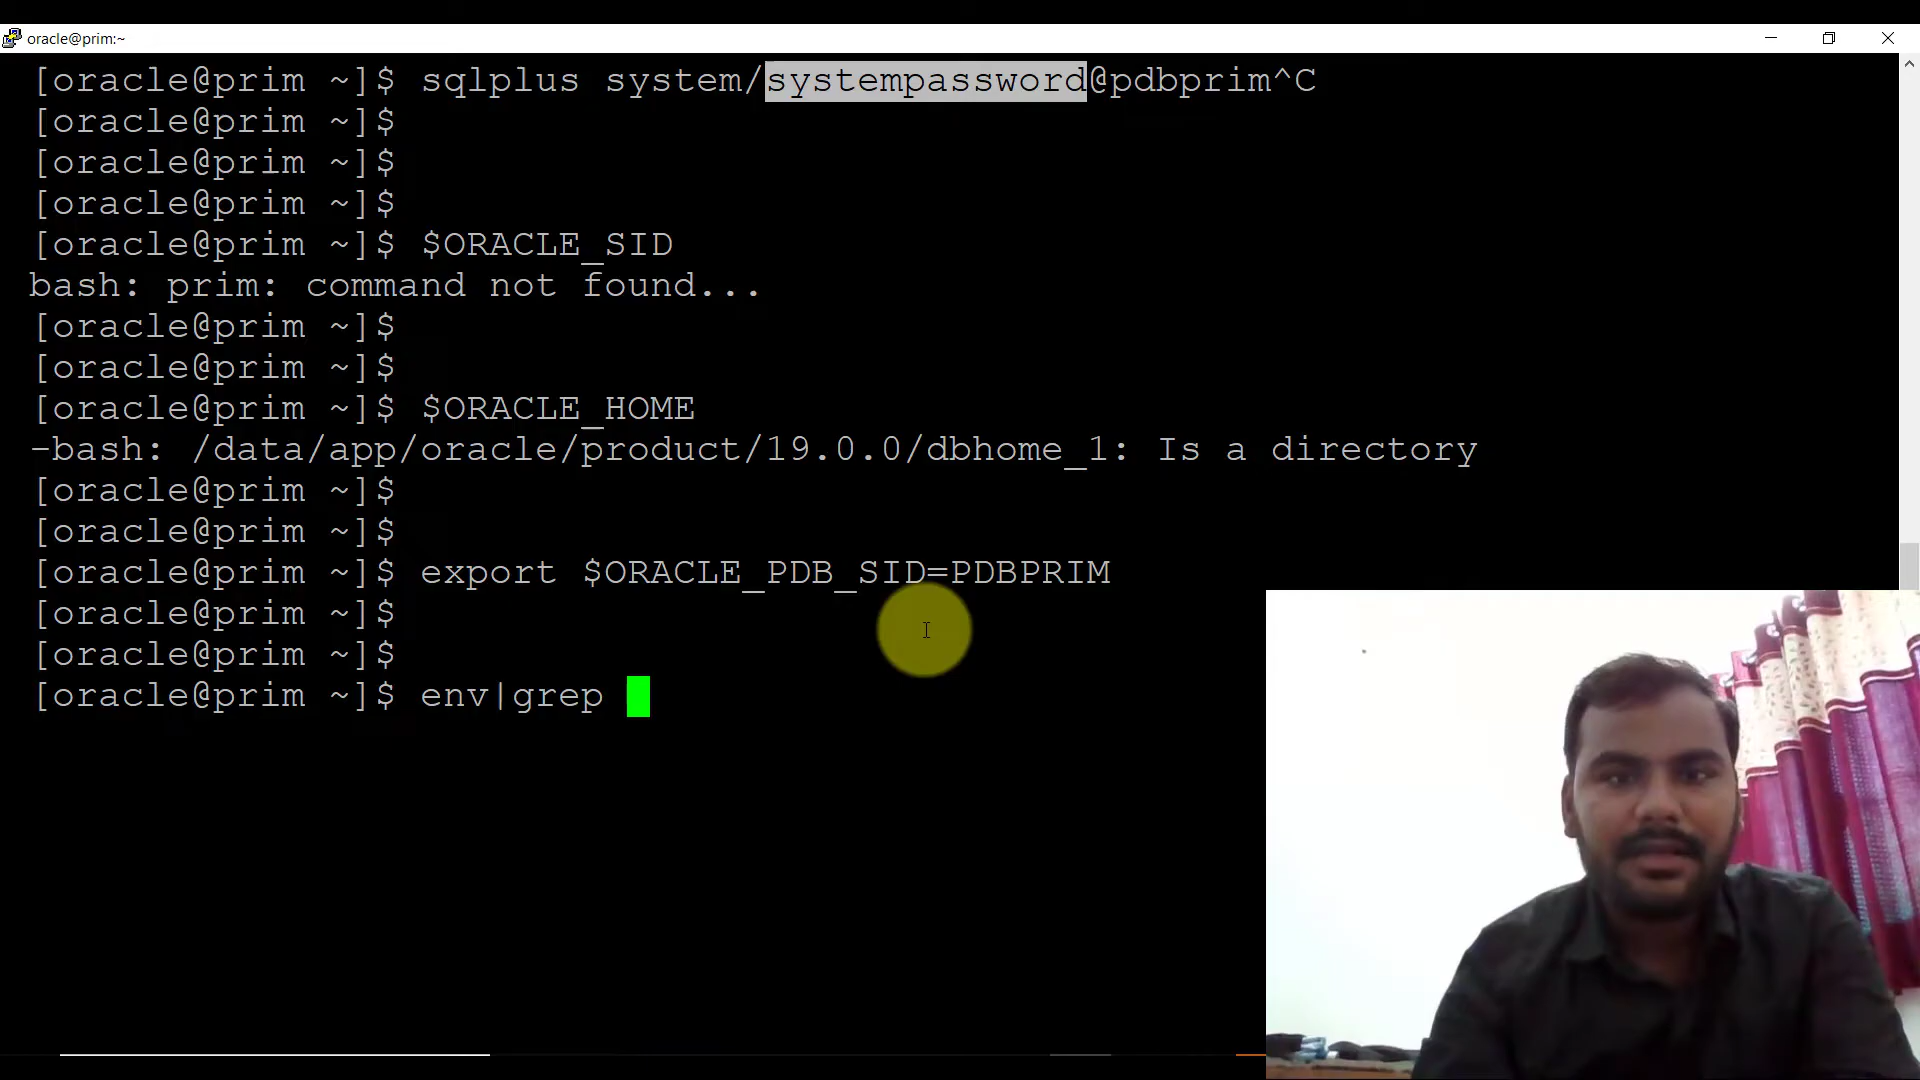 oracle@prim:~
[oracle@prim ~]$ sqlplus system/systempassword@pdbprim^C
[oracle@prim ~]$
[oracle@prim ~]$
[oracle@prim ~]$
[oracle@prim ~]$ $ORACLE_SID
bash: prim: command not found...
[oracle@prim ~]$
[oracle@prim ~]$
[oracle@prim ~]$ $ORACLE_HOME
-bash: /data/app/oracle/product/19.0.0/dbhome_1: Is a directory
[oracle@prim ~]$
[oracle@prim ~]$
[oracle@prim ~]$ export $ORACLE_PDB_SID=PDBPRIM
[oracle@prim ~]$
[oracle@prim ~]$
[oracle@prim ~]$ env|grep